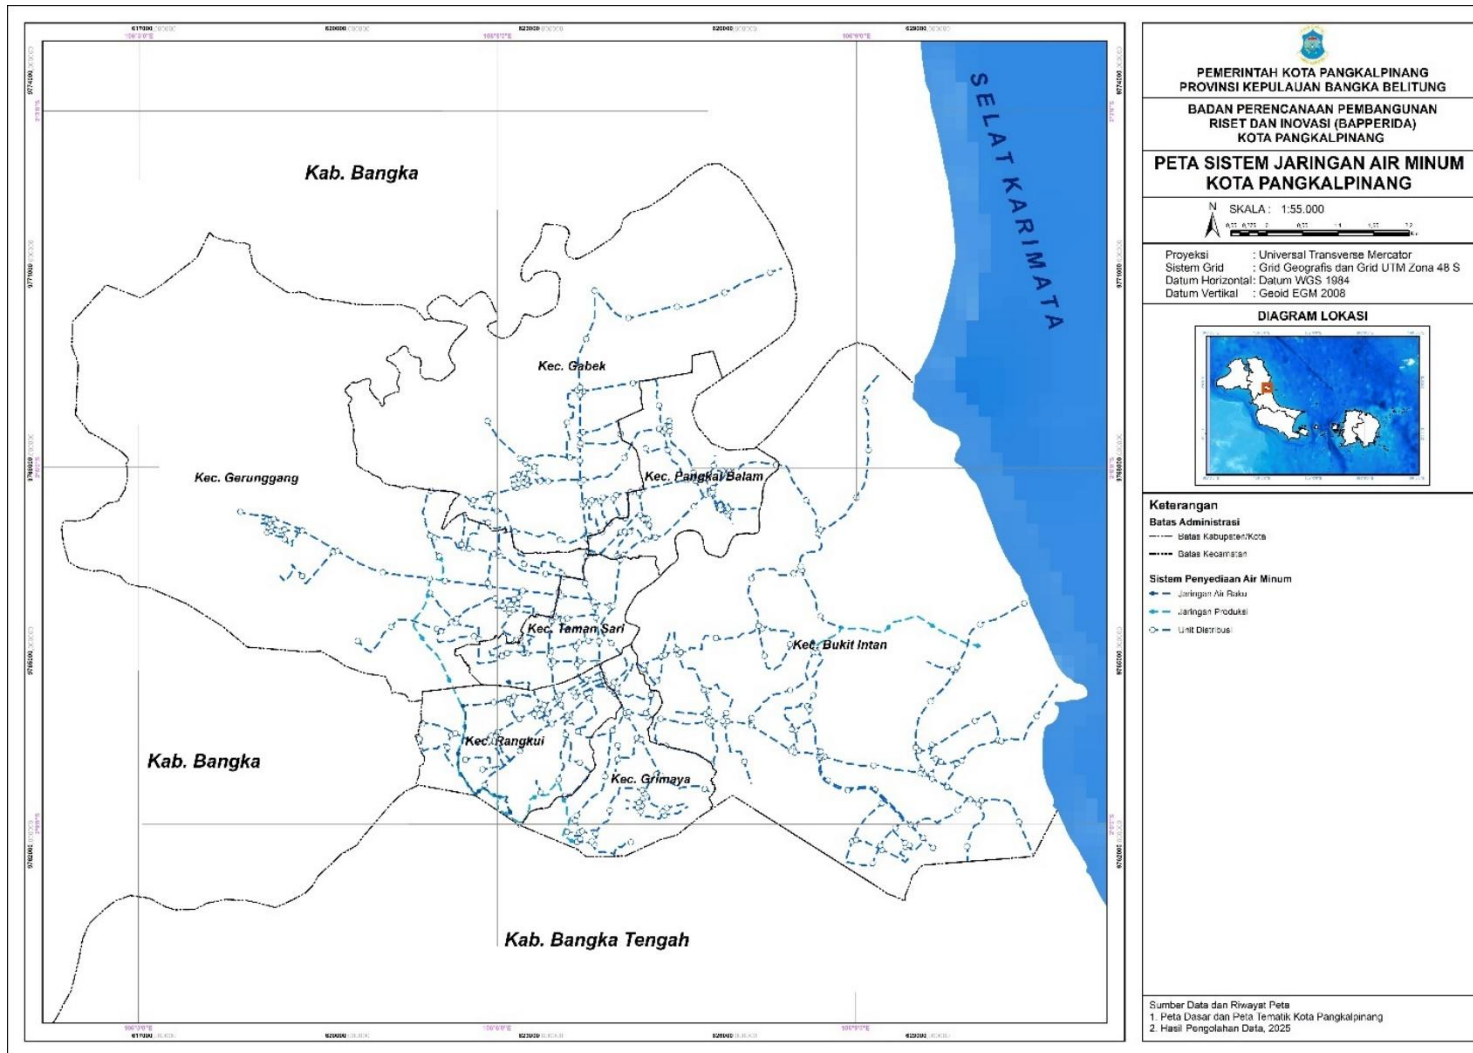 PEMERINTAH KOTA PANGKALPINANG
PROVINSI KEPULAUAN BANGKA BELITUNG
BADAN PERENCANAAN PEMBANGUNAN
RISET DAN INOVASI (BAPPERIDA)
KOTA PANGKALPINANG
PETA SISTEM JARINGAN AIR MINUM
KOTA PANGKALPINANG
N
SKALA : 1:55.000
Proyeksi : Universal Transverse Mercator
Sistem Grid : Grid Geografis dan Grid UTM Zona 48 S
Datum Horizontal: Datum WGS 1984
Datum Vertikal : Geoid EGM 2008
DIAGRAM LOKASI
Keterangan
Batas Administrasi
Batas Kabupaten/Kota
Batas Kecamatan
Sistem Penyediaan Air Minum
Jaringan Air Baku
Jaringan Produksi
Unit Distribusi
Sumber Data dan Riwayat Peta
1. Peta Dasar dan Peta Tematik Kota Pangkalpinang
2. Hasil Pengolahan Data, 2025
SELAT KARIMATA
Kab. Bangka
Kec. Gabek
Kec. Gerunggang
Kec. Pangkal Balam
Kec. Taman Sari
Kec. Bukit Intan
Kec. Rangkui
Kab. Bangka
Kec. Grimaya
Kab. Bangka Tengah